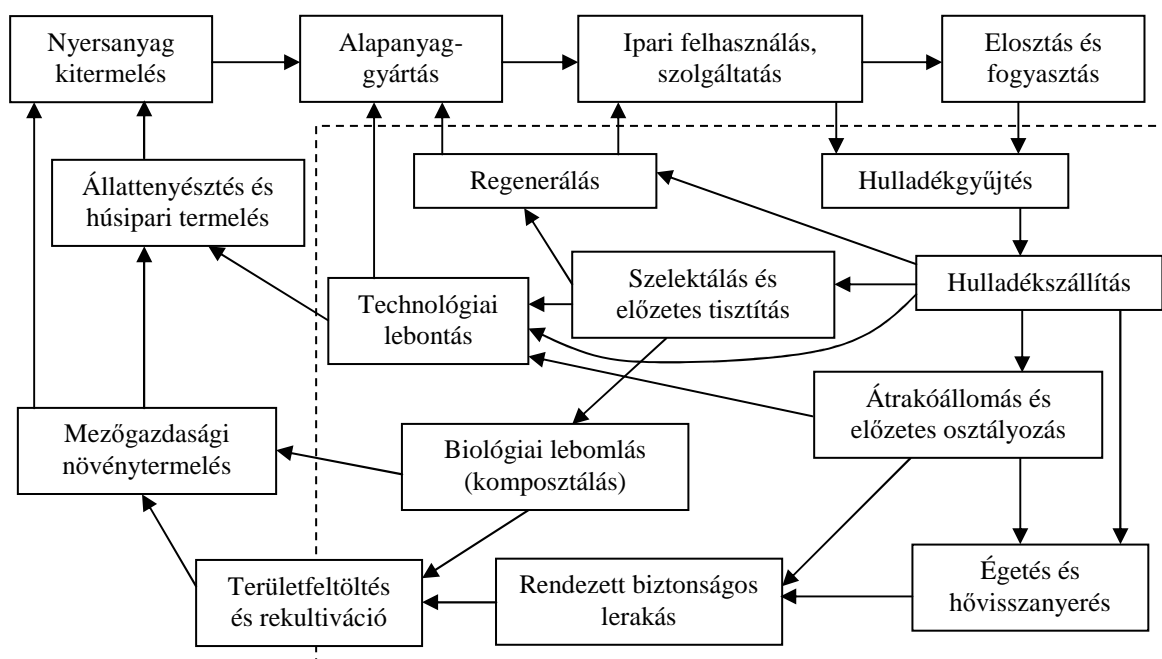 Nyersanyag
kitermelés
Alapanyag-
gyártás
Ipari felhasználás,
szolgáltatás
Elosztás és
fogyasztás
Állattenyésztés és
húsipari termelés
Regenerálás
Hulladékgyűjtés
Technológiai
lebontás
Szelektálás és
előzetes tisztítás
Hulladékszállítás
Mezőgazdasági
növénytermelés
Biológiai lebomlás
(komposztálás)
Átrakóállomás és
előzetes osztályozás
Területfeltöltés
és rekultiváció
Rendezett biztonságos
lerakás
Égetés és
hővisszanyerés